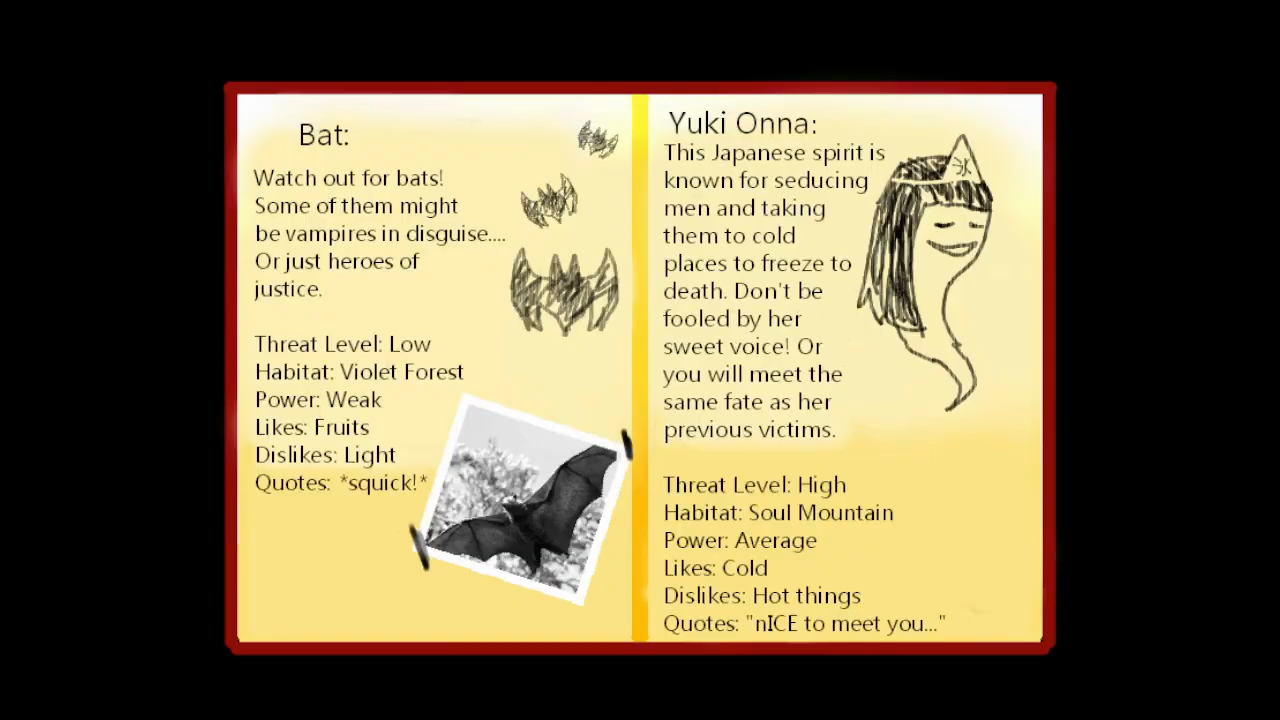 Bat:
Watch out for bats!
Some of them might
be vampires in disguise....
Or just heroes of
justice.
Threat Level: Low
Habitat: Violet Forest
Power: Weak
Likes: Fruits
Dislikes: Light
Quotes: *squick!*
Yuki Onna:
This Japanese spirit is
known for seducing
men and taking
them to cold
places to freeze to
death. Don't be
fooled by her
sweet voice! Or
you will meet the
same fate as her
previous victims.
Threat Level: High
Habitat: Soul Mountain
Power: Average
Likes: Cold
Dislikes: Hot things
Quotes: "nICE to meet you..."